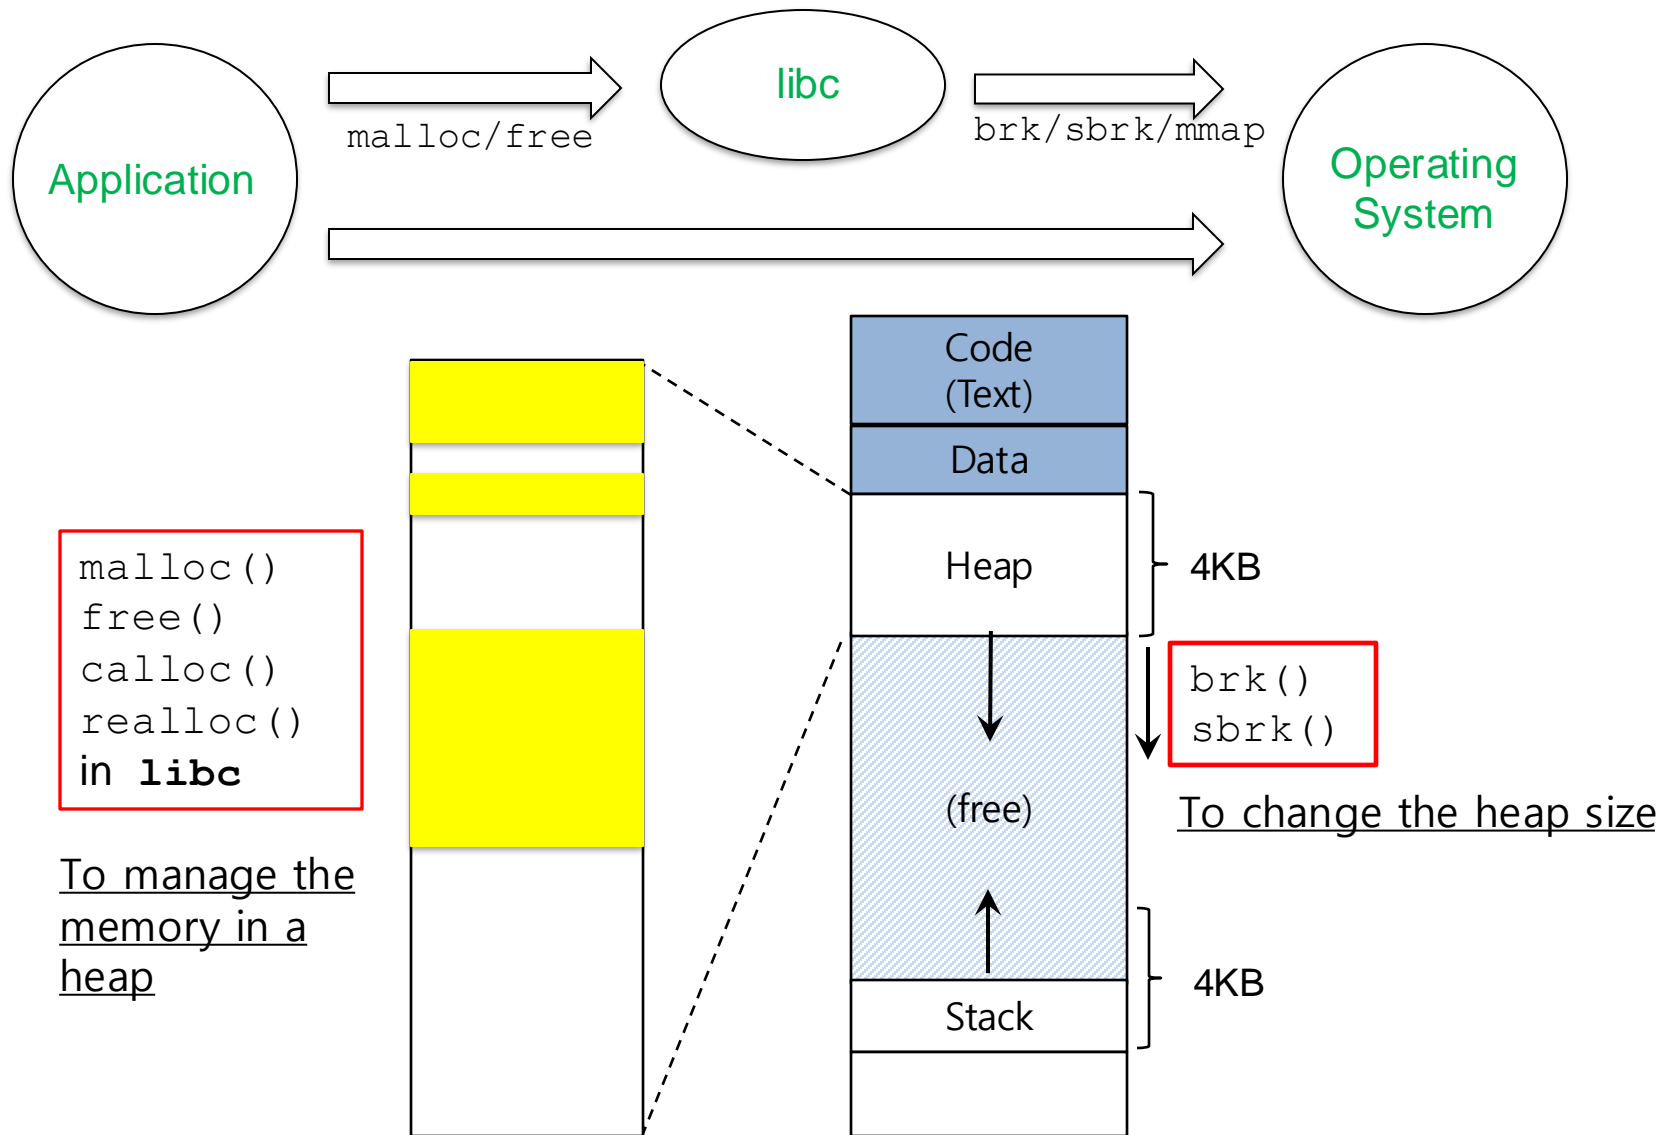 Application
malloc/free
libc
brk/sbrk/mmap
Operating
System
Code
(Text)
Data
Heap
4KB
malloc()
free()
calloc()
realloc()
in libc
To manage the
memory in a
heap
brk()
sbrk()
To change the heap size
(free)
Stack
4KB